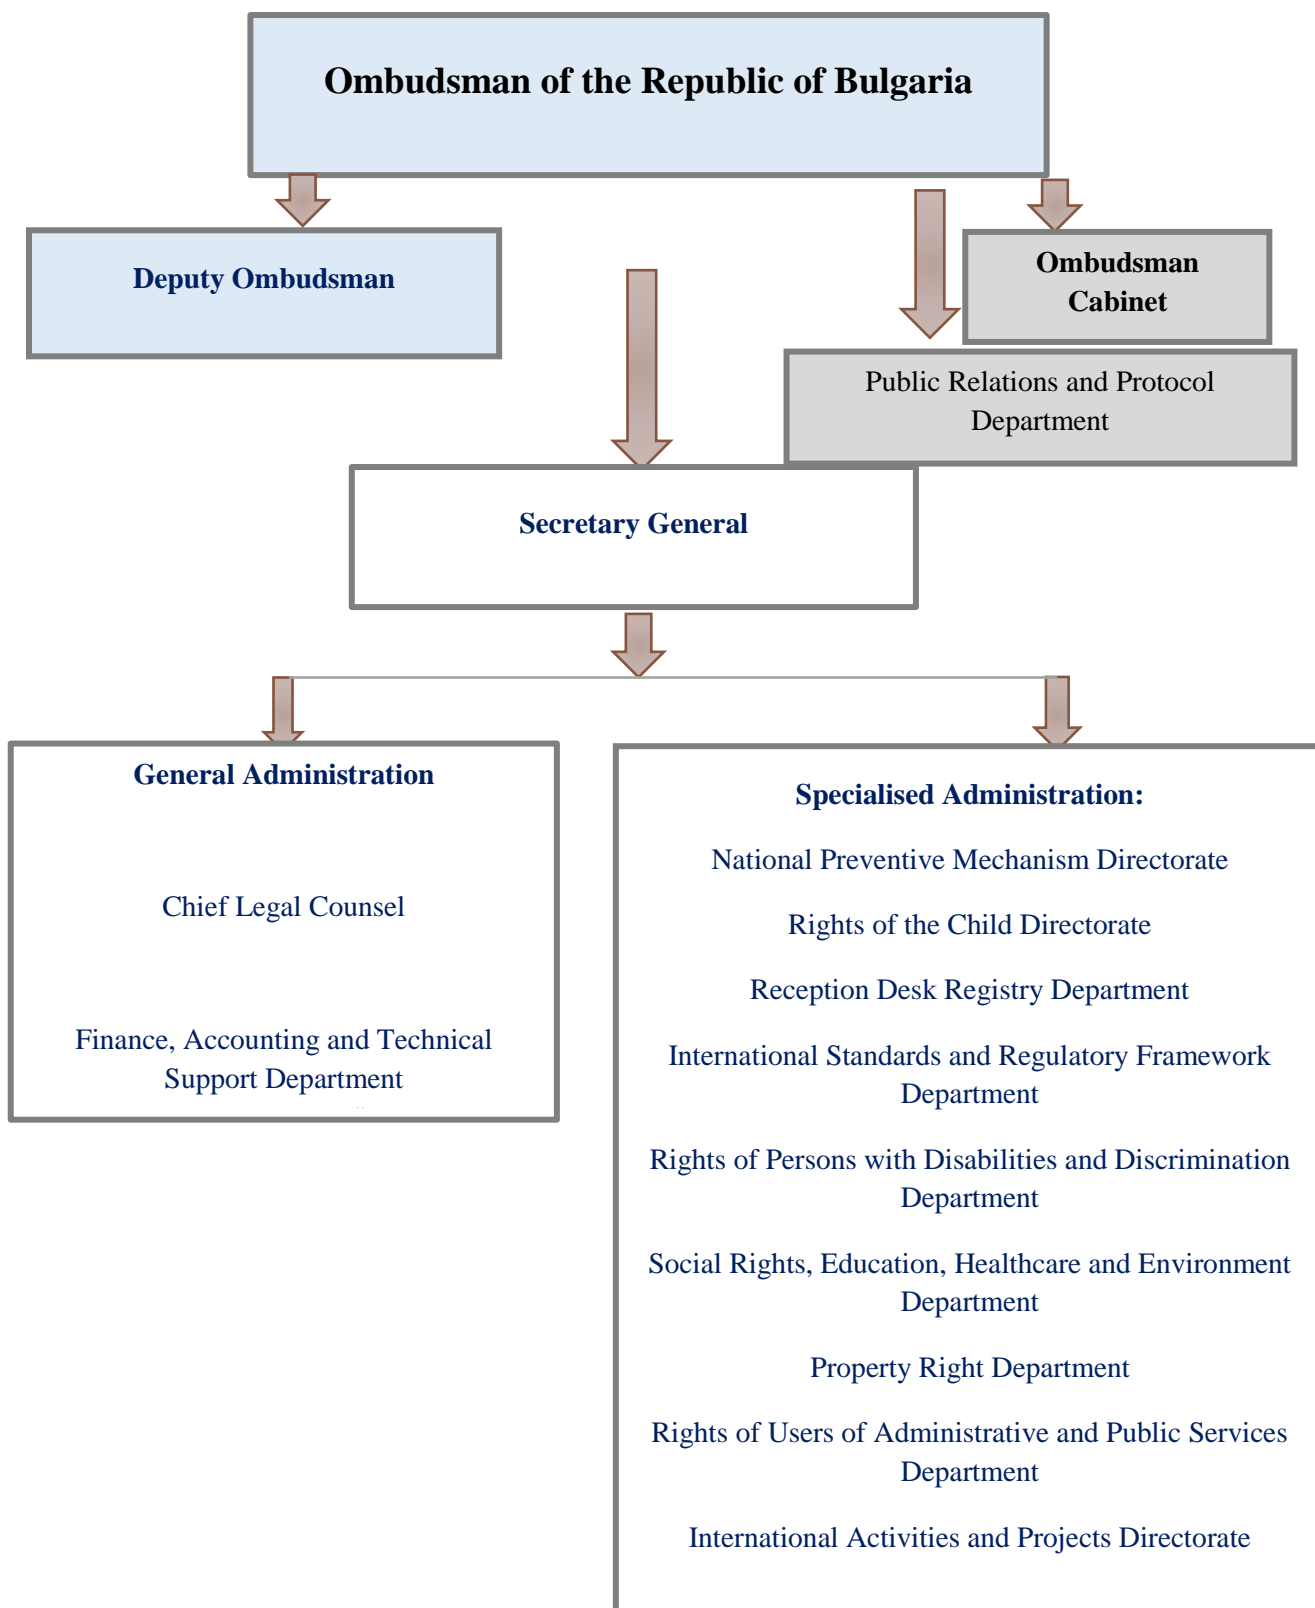 Ombudsman of the Republic of Bulgaria
Deputy Ombudsman
Ombudsman
Cabinet
Public Relations and Protocol
Department
Secretary General
General Administration
Chief Legal Counsel
Finance, Accounting and Technical
Support Department
Specialised Administration:
National Preventive Mechanism Directorate
Rights of the Child Directorate
Reception Desk Registry Department
International Standards and Regulatory Framework
Department
Rights of Persons with Disabilities and Discrimination
Department
Social Rights, Education, Healthcare and Environment
Department
Property Right Department
Rights of Users of Administrative and Public Services
Department
International Activities and Projects Directorate